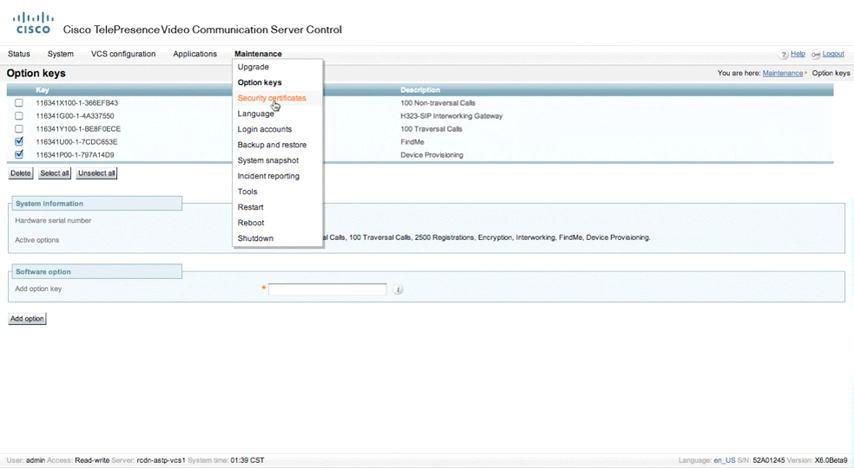 CISCO Cisco TelePresence Video Communication Server Control
Status System VCS configuration Applications Maintenance ? Help Logout
Option keys You are here: Maintenance Option keys
Key Description
116341X100-1-366EFB43 100 Non-traversal Calls
116341G00-1-4A337550 H323-SIP Interworking Gateway
116341Y100-1-BE8F0ECE 100 Traversal Calls
116341U00-1-7CDC653E FindMe
116341P00-1-797A14D9 Device Provisioning
Upgrade
Option keys
Security certificates
Language
Login accounts
Backup and restore
System snapshot
Incident reporting
Tools
Restart
Reboot
Shutdown
Delete Select all Unselect all
System information
Hardware serial number
Active options al Calls, 100 Traversal Calls, 2500 Registrations, Encryption, Interworking, FindMe, Device Provisioning.
Software option
Add option key * i
Add option
User: admin Access: Read-write Server: rcdn-astp-vcs1 System time: 01:39 CST Language: en_US S/N: 52A01245 Version: X6.0Beta9